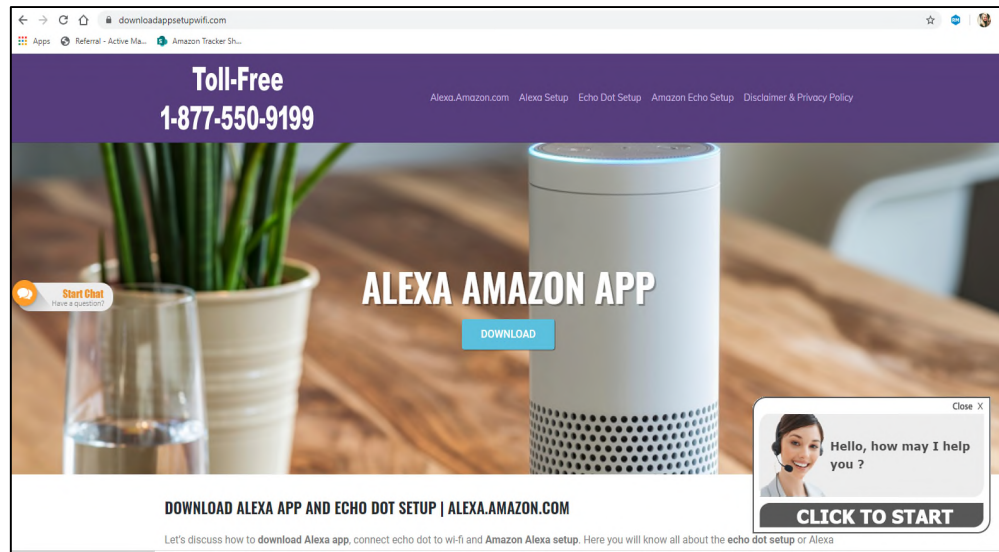 downloadappsetupwifi.com
Apps Referral - Active Ma... Amazon Tracker Sh...
Toll-Free
1-877-550-9199
Alexa.Amazon.com Alexa Setup Echo Dot Setup Amazon Echo Setup Disclaimer & Privacy Policy
ALEXA AMAZON APP
DOWNLOAD
Start Chat
Have a question?
Close X
Hello, how may I help
you ?
CLICK TO START
DOWNLOAD ALEXA APP AND ECHO DOT SETUP | ALEXA.AMAZON.COM
Let's discuss how to download Alexa app, connect echo dot to wi-fi and Amazon Alexa setup. Here you will know all about the echo dot setup or Alexa